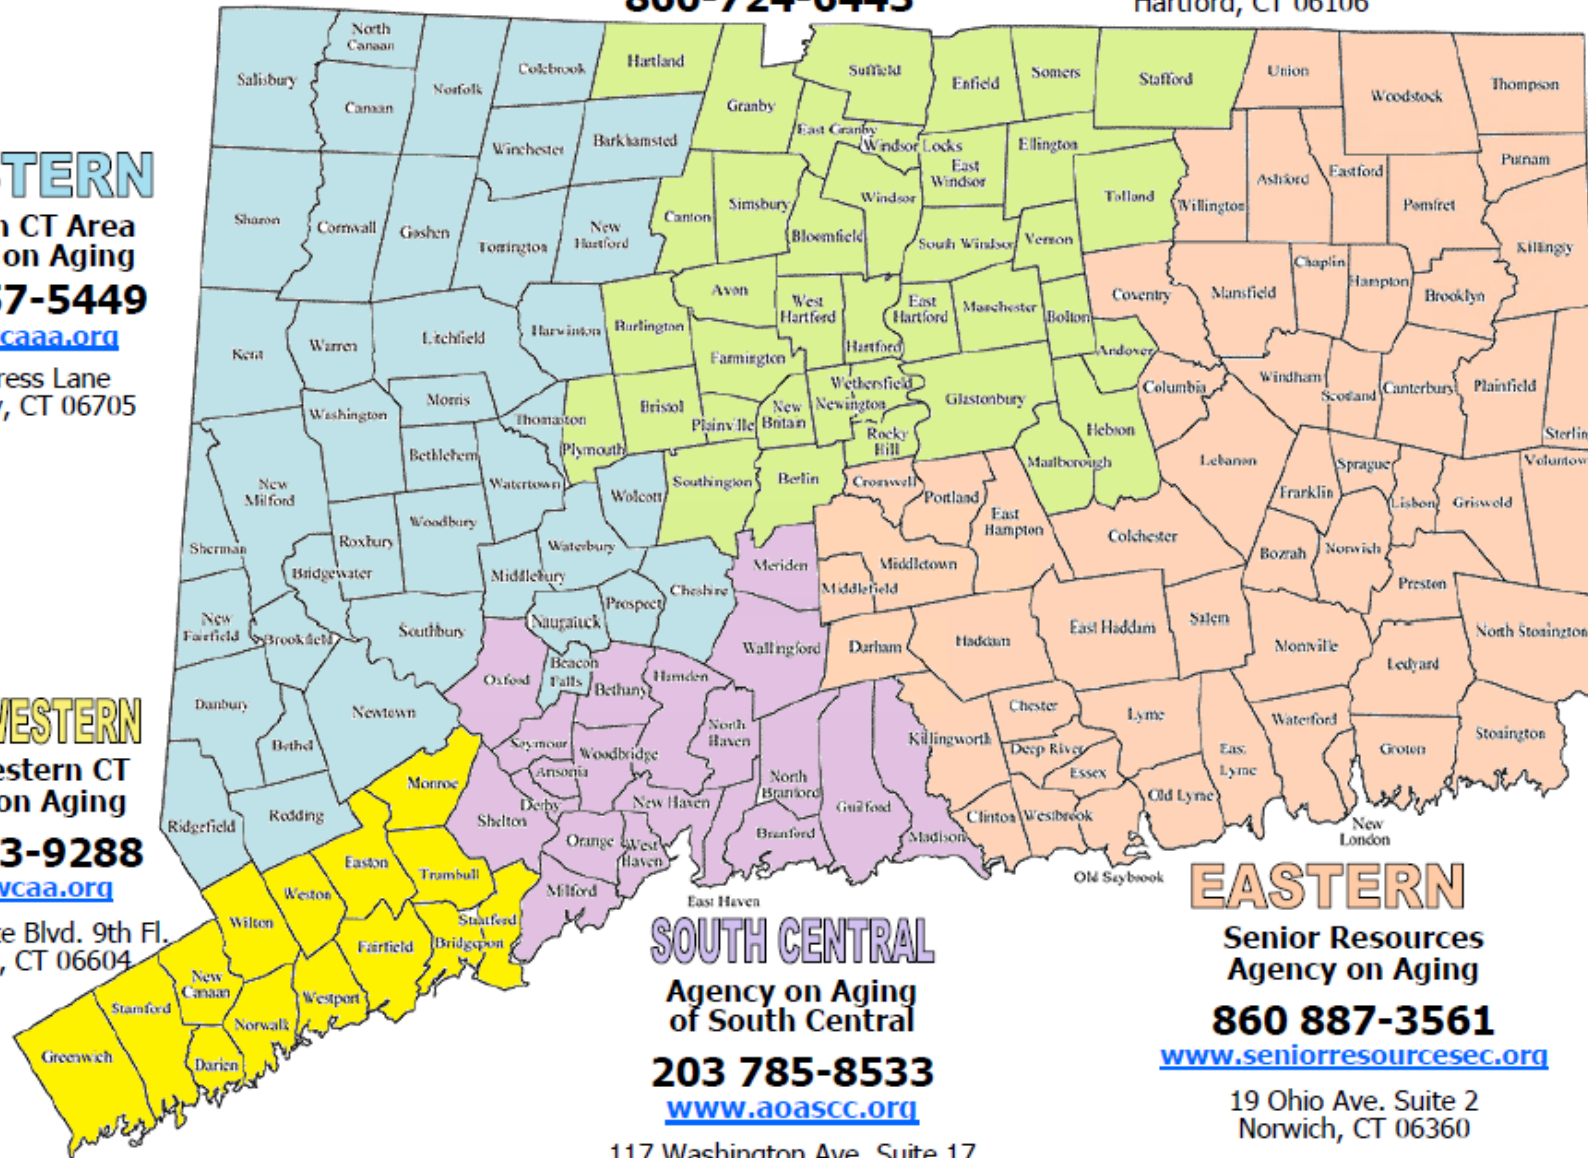 860-724-6443
Hartford, CT 06106
North
Canaan
Salisbury
Canaan
Norfolk
Colebrook
Hartland
Granby
Suffield
Enfield
Somers
Stafford
Union
Woodstock
Thompson
Winchester
Barkhamsted
East Granby
Windsor Locks
East
Windsor
Ellington
Ashford
Eastford
Putnam
TERN
n CT Area
on Aging
57-5449
caaa.org
ress Lane
, CT 06705
Sharon
Cornwall
Goshen
Torrington
New
Hartford
Canton
Simsbury
Bloomfield
Windsor
South Windsor
Vernon
Tolland
Willington
Pomfret
Killingly
Kent
Warren
Litchfield
Harwinton
Burlington
Avon
West
Hartford
Hartford
East
Hartford
Manchester
Bolton
Andover
Coventry
Mansfield
Chaplin
Hampton
Brooklyn
Washington
Morris
Thomaston
Plymouth
Bristol
Farmington
Plainville
New
Britain
Wethersfield
Newington
Rocky
Hill
Glastonbury
Hebron
Marlborough
Columbia
Windham
Scotland
Canterbury
Plainfield
Sterlin
New
Milford
Bethlehem
Watertown
Wolcott
Southington
Berlin
Cromwell
Portland
East
Hampton
Lebanon
Franklin
Sprague
Lisbon
Griswold
Voluntow
Sherman
Bridgewater
Roxbury
Woodbury
Middlebury
Waterbury
Cheshire
Meriden
Middletown
Middlefield
Colchester
Bozrah
Norwich
Preston
New
Fairfield
Brookfield
Southbury
Naugatuck
Prospect
Wallingford
Durham
Haddam
East Haddam
Salem
Montville
Ledyard
North Stonington
WESTERN
estern CT
on Aging
3-9288
wcaa.org
te Blvd. 9th Fl.
, CT 06604
Danbury
Bethel
Newtown
Oxford
Beacon
Falls
Bethany
Hamden
North
Haven
Killingworth
Chester
Deep River
Essex
Lyme
East
Lyme
Waterford
Groton
Stonington
Ridgefield
Redding
Monroe
Seymour
Ansonia
Derby
Shelton
Woodbridge
New Haven
Orange
West
Haven
Milford
North
Branford
Branford
Guilford
Madison
Clinton
Westbrook
Old Lyme
New
London
Old Saybrook
East Haven
Wilton
Weston
Easton
Trumbull
Fairfield
Stratford
Bridgeport
Greenwich
Stamford
New
Canaan
Darien
Norwalk
Westport
SOUTH CENTRAL
Agency on Aging
of South Central
203 785-8533
www.aoascc.org
117 Washington Ave. Suite 17
EASTERN
Senior Resources
Agency on Aging
860 887-3561
www.seniorresourcesec.org
19 Ohio Ave. Suite 2
Norwich, CT 06360